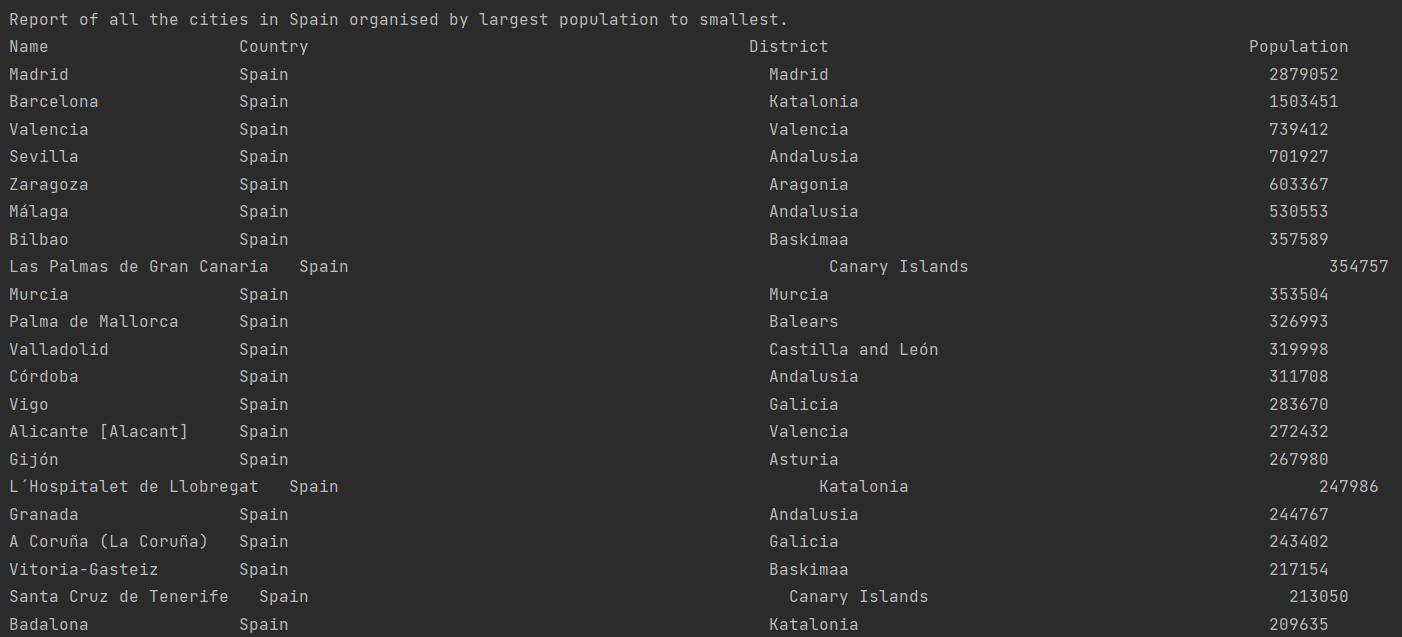 Report of all the cities in Spain organised by largest population to smallest.
Name Country District Population
Madrid Spain Madrid 2879052
Barcelona Spain Katalonia 1503451
Valencia Spain Valencia 739412
Sevilla Spain Andalusia 701927
Zaragoza Spain Aragonia 603367
Málaga Spain Andalusia 530553
Bilbao Spain Baskimaa 357589
Las Palmas de Gran Canaria Spain Canary Islands 354757
Murcia Spain Murcia 353504
Palma de Mallorca Spain Balears 326993
Valladolid Spain Castilla and León 319998
Córdoba Spain Andalusia 311708
Vigo Spain Galicia 283670
Alicante [Alacant] Spain Valencia 272432
Gijón Spain Asturia 267980
L´Hospitalet de Llobregat Spain Katalonia 247986
Granada Spain Andalusia 244767
A Coruña (La Coruña) Spain Galicia 243402
Vitoria-Gasteiz Spain Baskimaa 217154
Santa Cruz de Tenerife Spain Canary Islands 213050
Badalona Spain Katalonia 209635